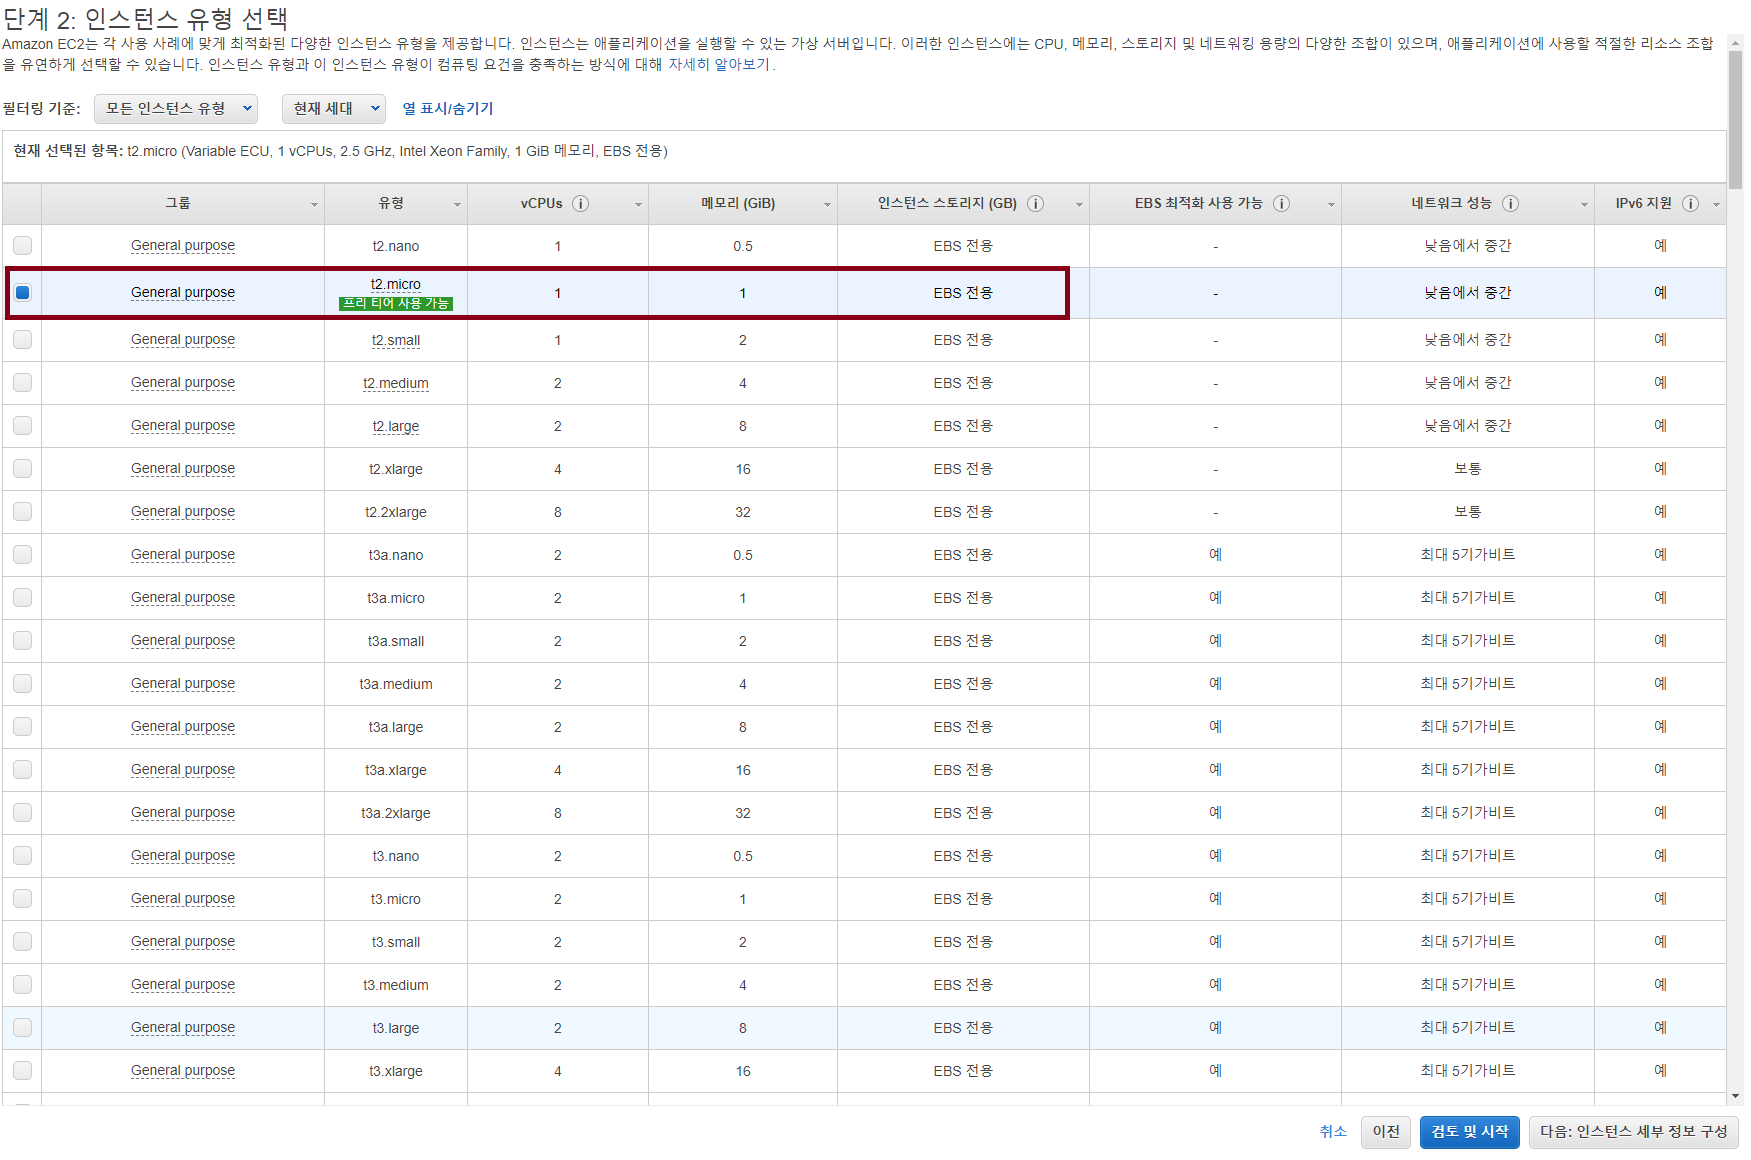 단계 2: 인스턴스 유형 선택
Amazon EC2는 각 사용 사례에 맞게 최적화된 다양한 인스턴스 유형을 제공합니다. 인스턴스는 애플리케이션을 실행할 수 있는 가상 서버입니다. 이러한 인스턴스에는 CPU, 메모리, 스토리지 및 네트워킹 용량의 다양한 조합이 있으며, 애플리케이션에 사용할 적절한 리소스 조합
을 유연하게 선택할 수 있습니다. 인스턴스 유형과 이 인스턴스 유형이 컴퓨팅 요건을 충족하는 방식에 대해 자세히 알아보기.
필터링 기준: 모든 인스턴스 유형 현재 세대 열 표시/숨기기
현재 선택된 항목: t2.micro (Variable ECU, 1 vCPUs, 2.5 GHz, Intel Xeon Family, 1 GiB 메모리, EBS 전용)
그룹 유형 vCPUs 메모리 (GiB) 인스턴스 스토리지 (GB) EBS 최적화 사용 가능 네트워크 성능 IPv6 지원
General purpose t2.nano 1 0.5 EBS 전용 - 낮음에서 중간 예
General purpose t2.micro 프리 티어 사용 가능 1 1 EBS 전용 - 낮음에서 중간 예
General purpose t2.small 1 2 EBS 전용 - 낮음에서 중간 예
General purpose t2.medium 2 4 EBS 전용 - 낮음에서 중간 예
General purpose t2.large 2 8 EBS 전용 - 낮음에서 중간 예
General purpose t2.xlarge 4 16 EBS 전용 - 보통 예
General purpose t2.2xlarge 8 32 EBS 전용 - 보통 예
General purpose t3a.nano 2 0.5 EBS 전용 예 최대 5기가비트 예
General purpose t3a.micro 2 1 EBS 전용 예 최대 5기가비트 예
General purpose t3a.small 2 2 EBS 전용 예 최대 5기가비트 예
General purpose t3a.medium 2 4 EBS 전용 예 최대 5기가비트 예
General purpose t3a.large 2 8 EBS 전용 예 최대 5기가비트 예
General purpose t3a.xlarge 4 16 EBS 전용 예 최대 5기가비트 예
General purpose t3a.2xlarge 8 32 EBS 전용 예 최대 5기가비트 예
General purpose t3.nano 2 0.5 EBS 전용 예 최대 5기가비트 예
General purpose t3.micro 2 1 EBS 전용 예 최대 5기가비트 예
General purpose t3.small 2 2 EBS 전용 예 최대 5기가비트 예
General purpose t3.medium 2 4 EBS 전용 예 최대 5기가비트 예
General purpose t3.large 2 8 EBS 전용 예 최대 5기가비트 예
General purpose t3.xlarge 4 16 EBS 전용 예 최대 5기가비트 예
취소 이전 검토 및 시작 다음: 인스턴스 세부 정보 구성